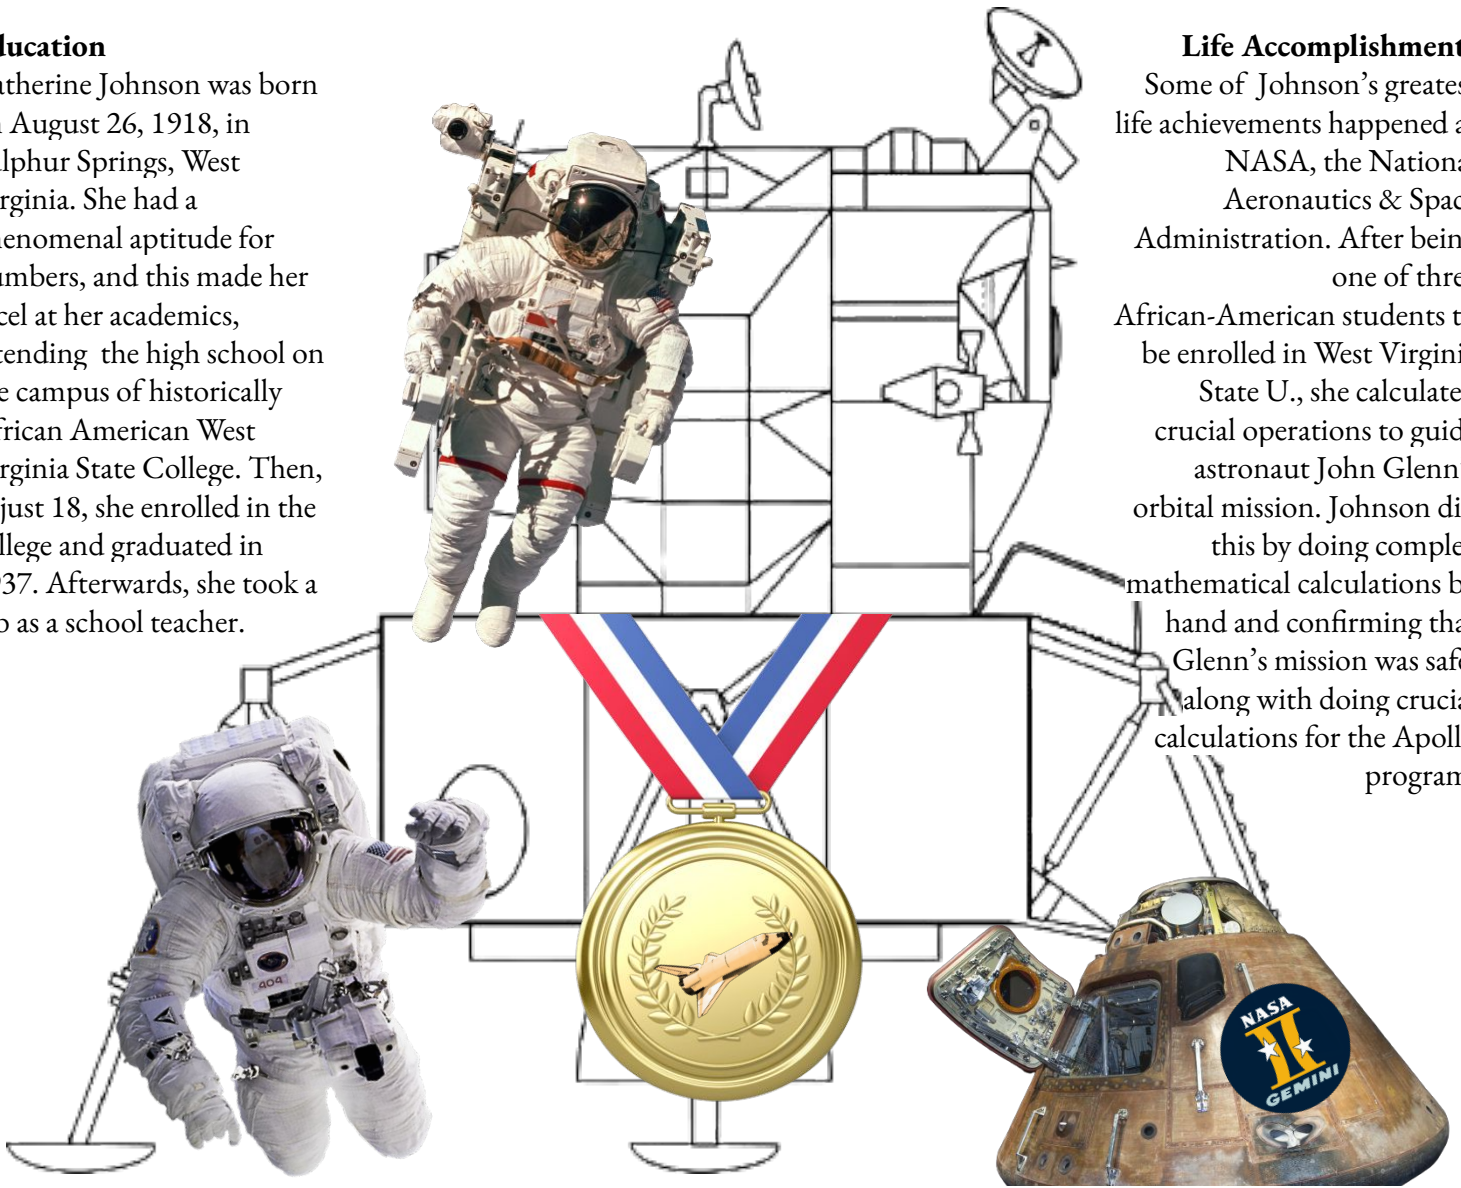 ducation
atherine Johnson was born
n August 26, 1918, in
lphur Springs, West
rginia. She had a
henomenal aptitude for
umbers, and this made her
cel at her academics,
tending the high school on
e campus of historically
frican American West
rginia State College. Then,
just 18, she enrolled in the
llege and graduated in
37. Afterwards, she took a
b as a school teacher.
Life Accomplishment
Some of Johnson's greates
life achievements happened a
NASA, the Nationa
Aeronautics & Spac
Administration. After bein
one of thre
African-American students t
be enrolled in West Virgini
State U., she calculate
crucial operations to guid
astronaut John Glenn'
orbital mission. Johnson di
this by doing comple
mathematical calculations b
hand and confirming tha
Glenn's mission was saf
along with doing crucia
calculations for the Apoll
program
404
NASA
GEMINI